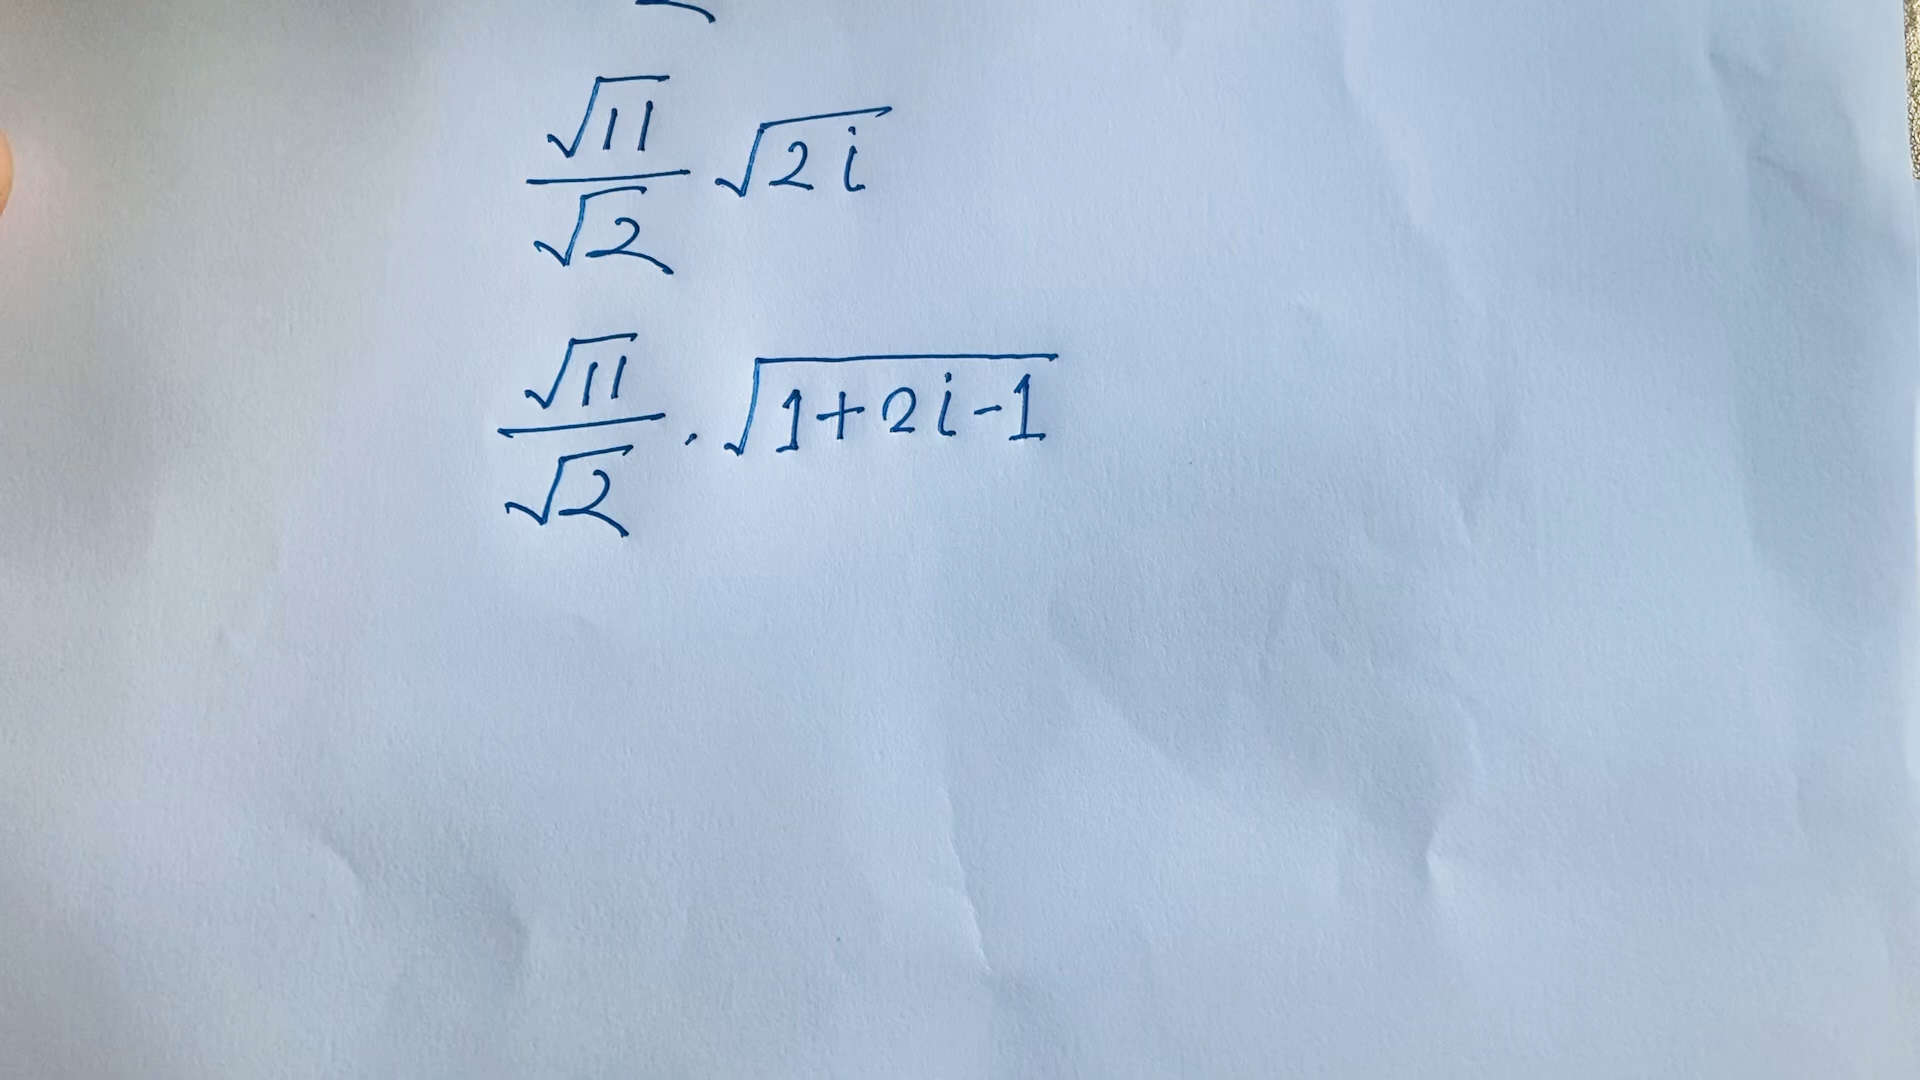 √11/√2 √2i
√11/√2 . √1+2i-1